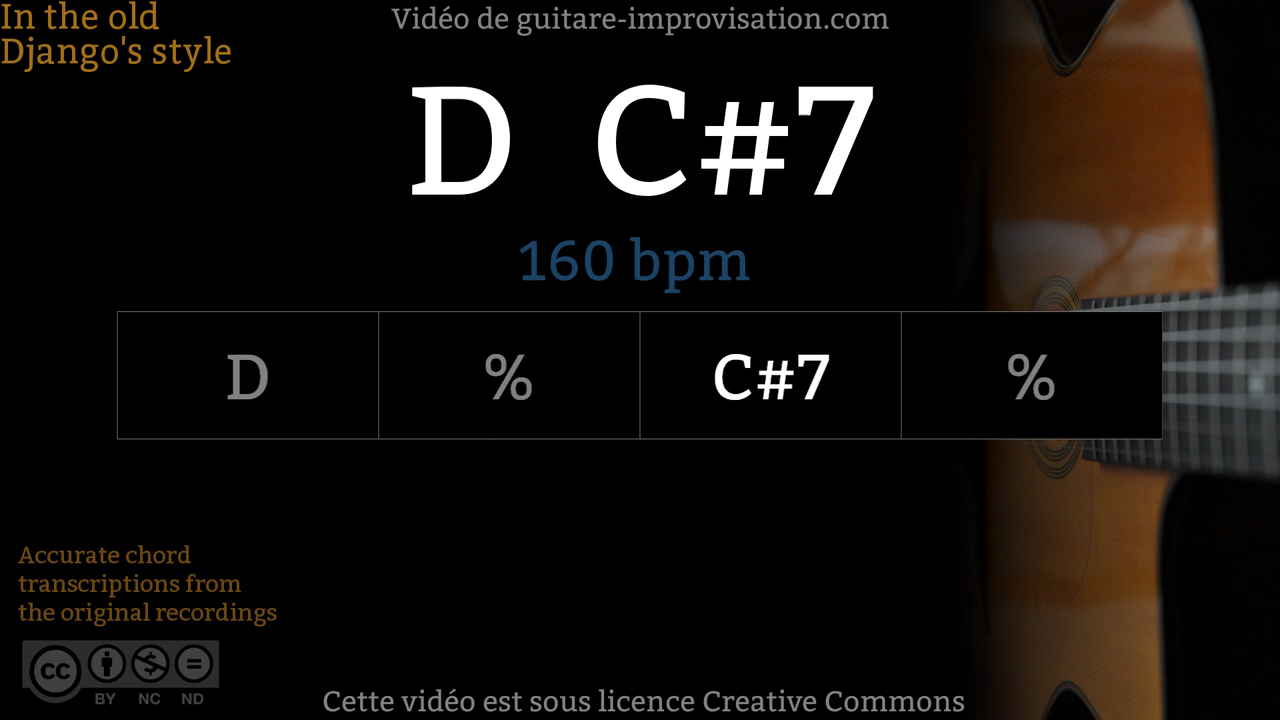 In the old
Django's style
Vidéo de guitare-improvisation.com
D C#7
160 bpm
D % C#7 %
Accurate chord
transcriptions from
the original recordings
cc
BY NC ND
Cette vidéo est sous licence Creative Commons